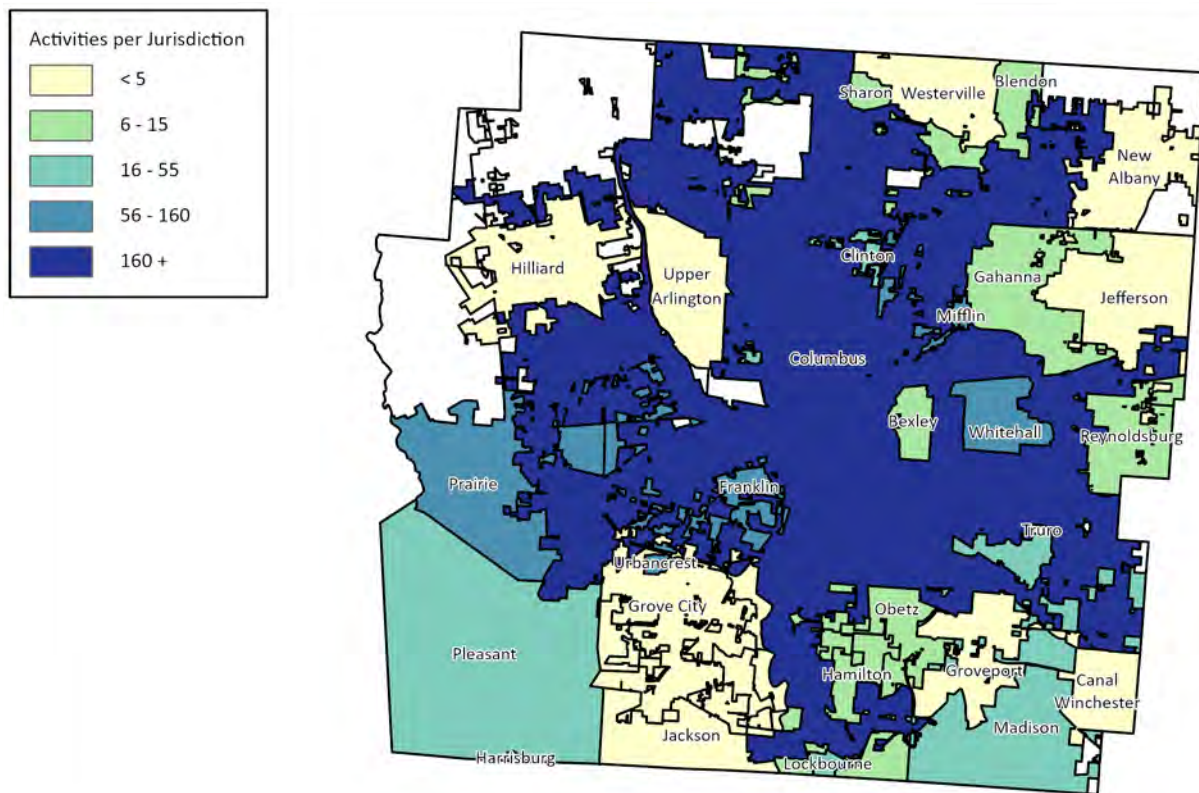 Activities per Jurisdiction
< 5
6 - 15
16 - 55
56 - 160
160 +
Sharon
Westerville
Blendon
New
Albany
Hilliard
Upper
Arlington
Clinton
Gahanna
Jefferson
Mifflin
Columbus
Bexley
Whitehall
Reynoldsburg
Prairie
Franklin
Truro
Urbancrest
Grove City
Obetz
Pleasant
Hamilton
Groveport
Canal
Winchester
Madison
Jackson
Harrisburg
Lockbourne